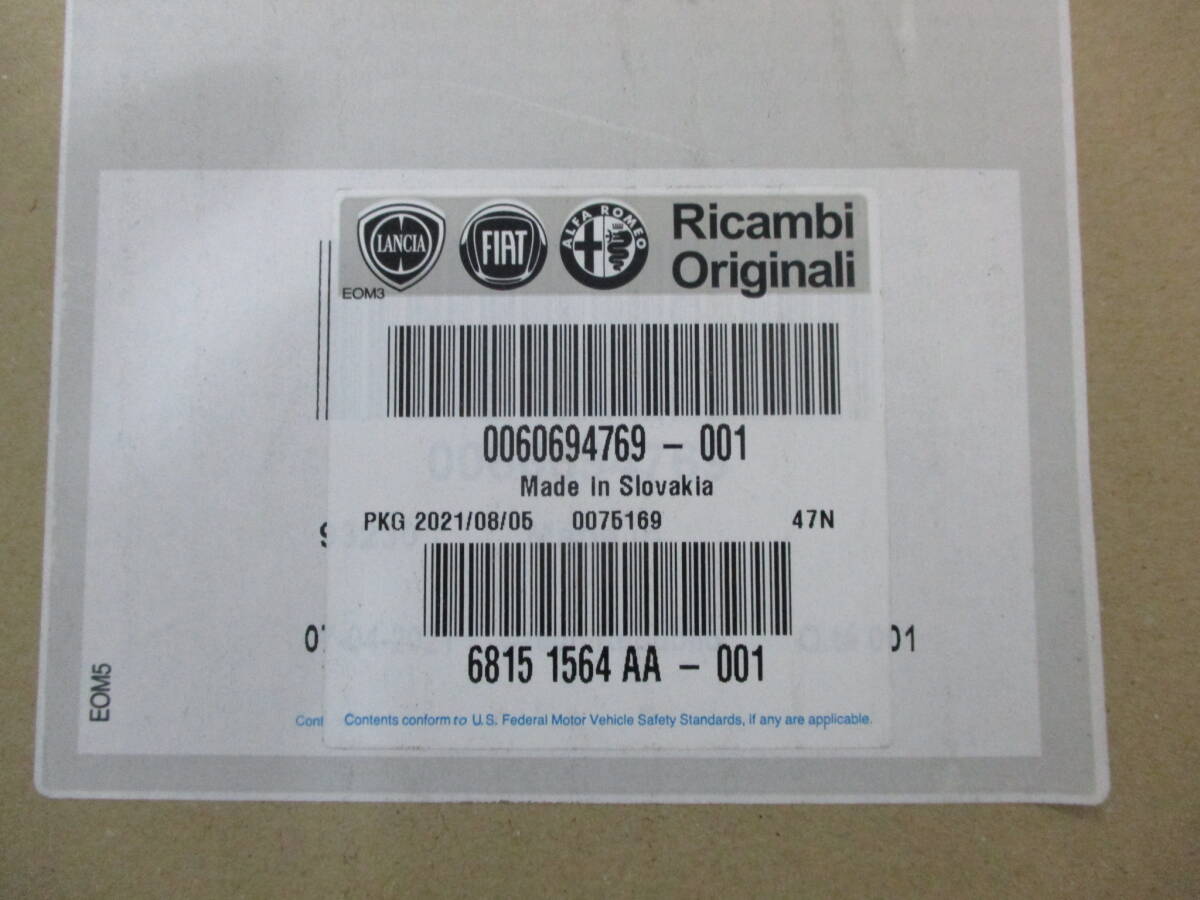 LANCIA FIAT ALFA ROMEO Ricambi
Originali
EOM3
0060694769 - 001
Made in Slovakia
PKG 2021/08/05 0075169 47N
6815 1564 AA - 001
01
EOM5
Contents conform to U.S. Federal Motor Vehicle Safety Standards, if any are applicable.